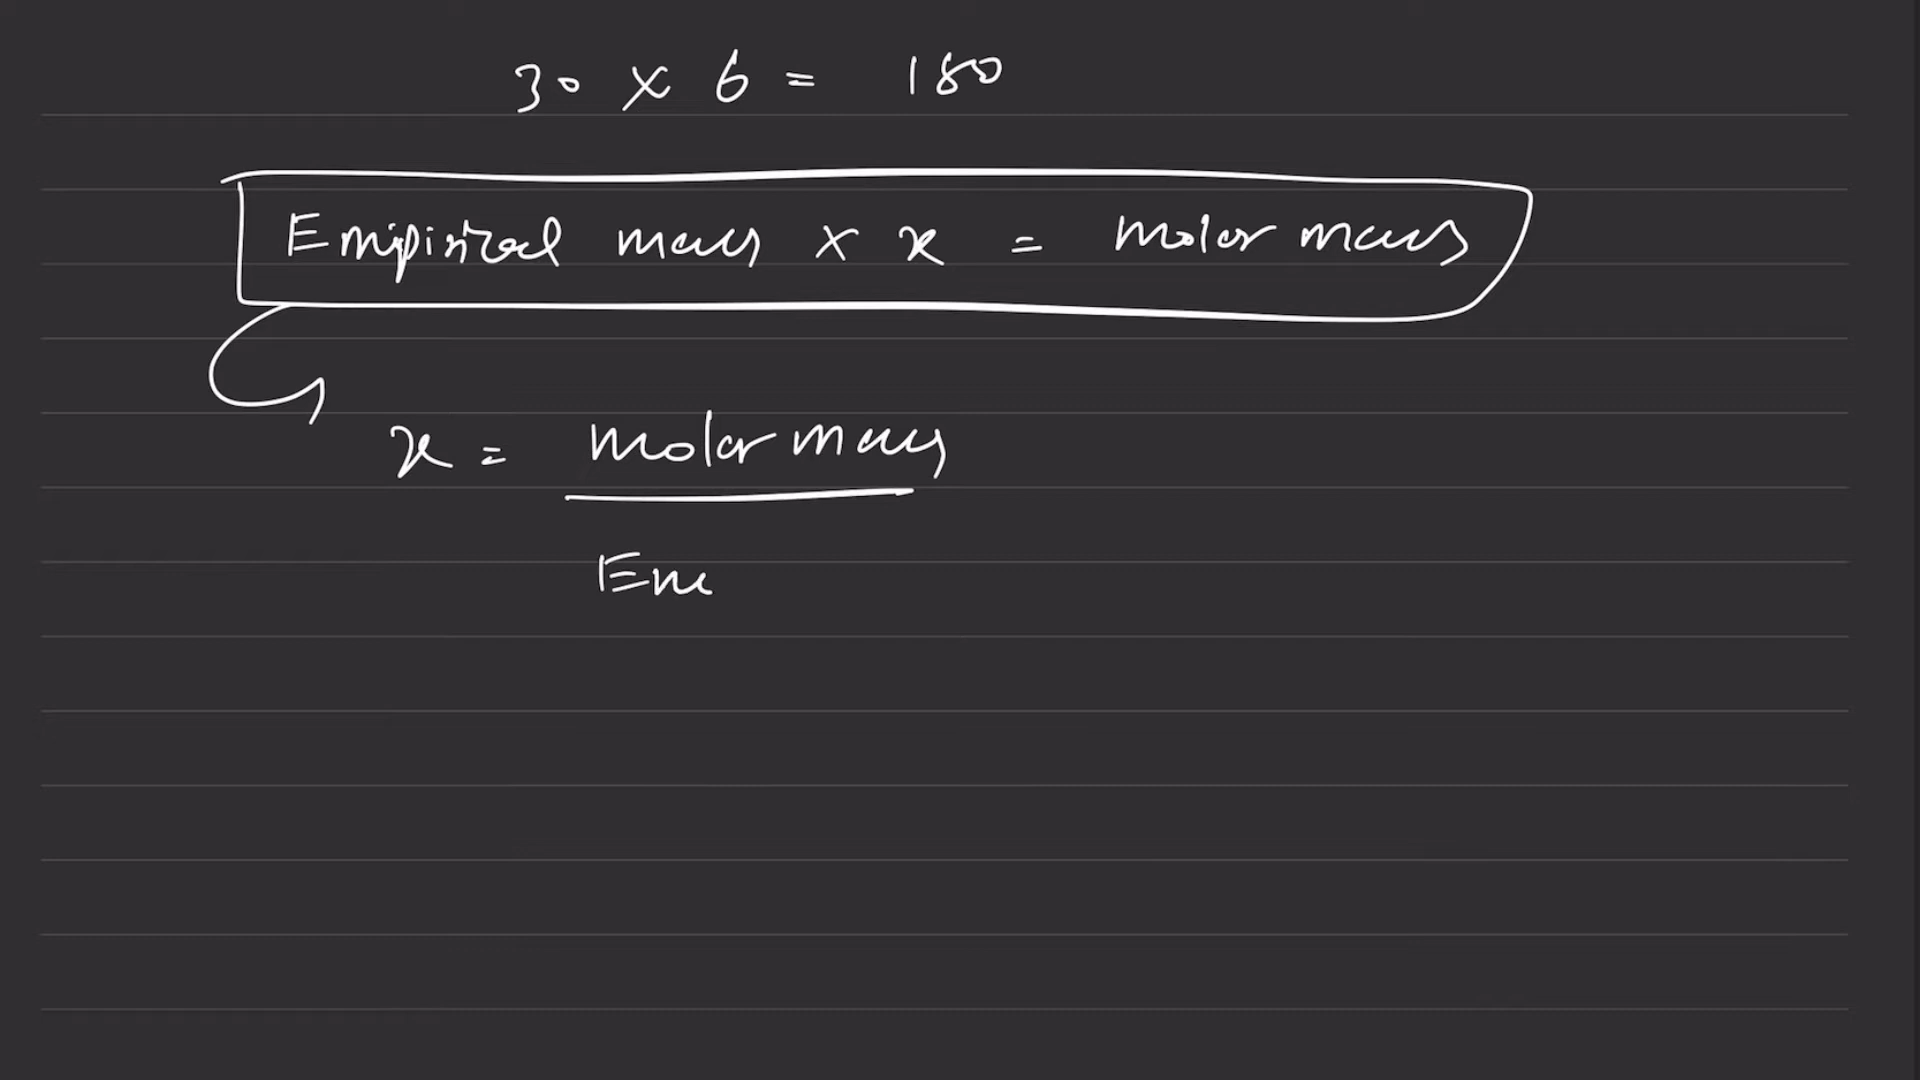 30 × 6 = 180
Empirical mass × x = molar mass
x = molar mass
Em